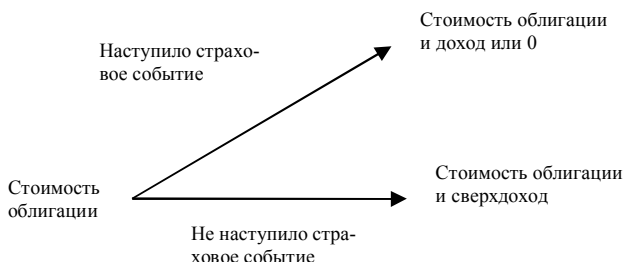 Стоимость облигации
и доход или 0
Наступило страхо-
вое событие
Стоимость облигации
и сверхдоход
Стоимость
облигации
Не наступило стра-
ховое событие